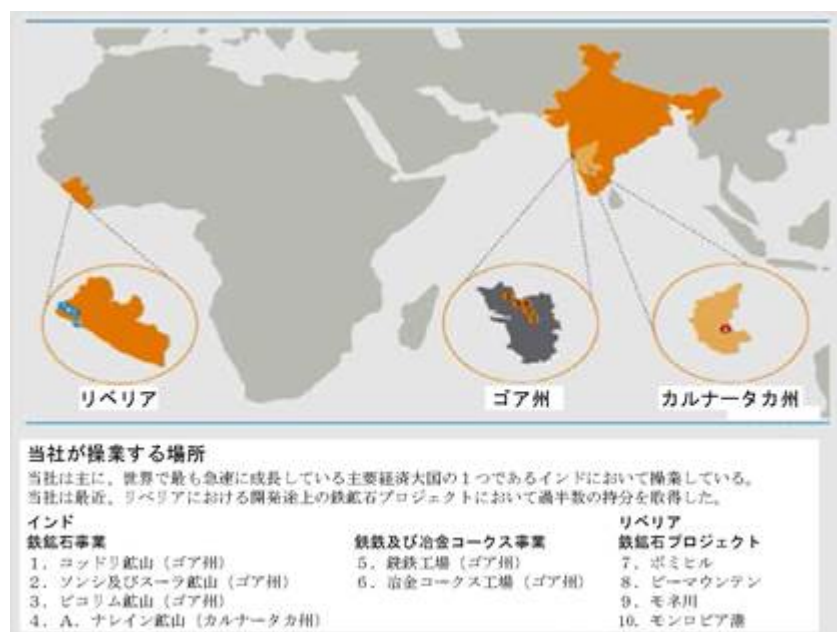 リベリア
ゴア州
カルナータカ州
当社が操業する場所
当社は主に、世界で最も急速に成長している主要経済大国の1つであるインドにおいて操業している。
当社は最近、リベリアにおける開発途上の鉄鉱石プロジェクトにおいて過半数の持分を取得した。
インド
鉄鉱石事業
1. コッドリ鉱山（ゴア州）
2. ソンシ及びスーラ鉱山（ゴア州）
3. ピコリム鉱山（ゴア州）
4. A. ナレイン鉱山（カルナータカ州）
銑鉄及び冶金コークス事業
5. 銑鉄工場（ゴア州）
6. 冶金コークス工場（ゴア州）
リベリア
鉄鉱石プロジェクト
7. ボミヒル
8. ビーマウンテン
9. モネ川
10. モンロビア港